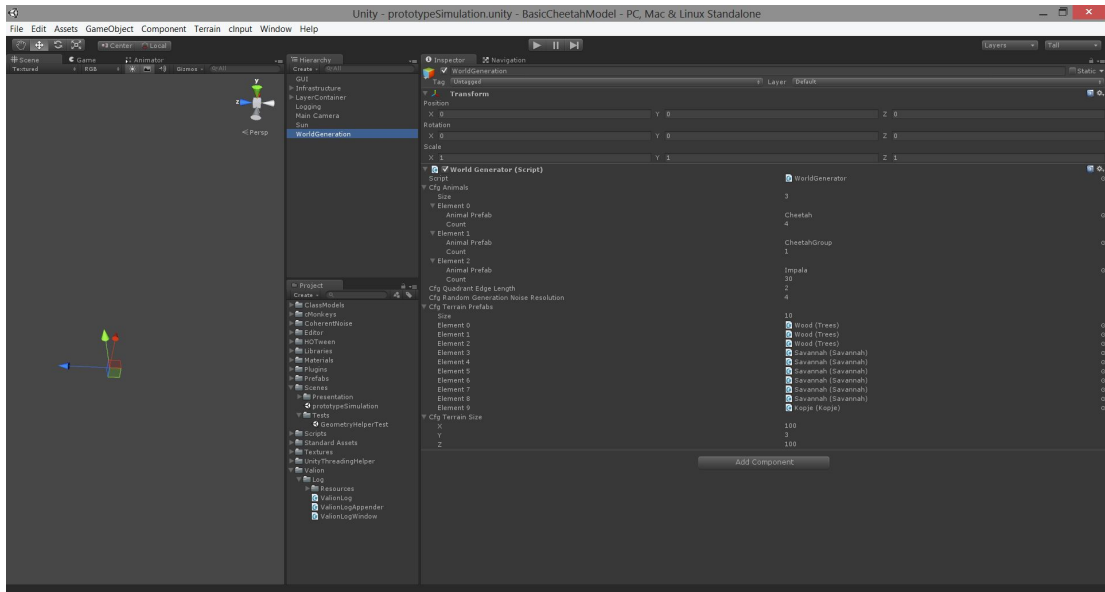 Unity - prototypeSimulation.unity - BasicCheetahModel - PC, Mac & Linux Standalone
File Edit Assets GameObject Component Terrain cInput Window Help
Center Local
Layers Tall
Scene Game Animator
Textured RGB Gizmos
y
z
Persp
Hierarchy
Create
GUI
Infrastructure
LayerContainer
Logging
Main Camera
Sun
WorldGeneration
Project
Create
ClassModels
cMonkeys
CoherentNoise
Editor
HOTween
Libraries
Materials
Plugins
Prefabs
Scenes
Presentation
prototypeSimulation
Tests
GeometryHelperTest
Scripts
Standard Assets
Textures
UnityThreadingHelper
Valion
Log
Resources
ValionLog
ValionLogAppender
ValionLogWindow
Inspector Navigation
WorldGeneration Static
Tag Untagged Layer Default
Transform
Position
X 0 Y 0 Z 0
Rotation
X 0 Y 0 Z 0
Scale
X 1 Y 1 Z 1
World Generator (Script)
Script WorldGenerator
Cfg Animals
Size 3
Element 0
Animal Prefab Cheetah
Count 4
Element 1
Animal Prefab CheetahGroup
Count 1
Element 2
Animal Prefab Impala
Count 30
Cfg Quadrant Edge Length 2
Cfg Random Generation Noise Resolution 4
Cfg Terrain Prefabs
Size 10
Element 0 Wood (Trees)
Element 1 Wood (Trees)
Element 2 Wood (Trees)
Element 3 Savannah (Savannah)
Element 4 Savannah (Savannah)
Element 5 Savannah (Savannah)
Element 6 Savannah (Savannah)
Element 7 Savannah (Savannah)
Element 8 Savannah (Savannah)
Element 9 Kopje (Kopje)
Cfg Terrain Size
X 100
Y 3
Z 100
Add Component